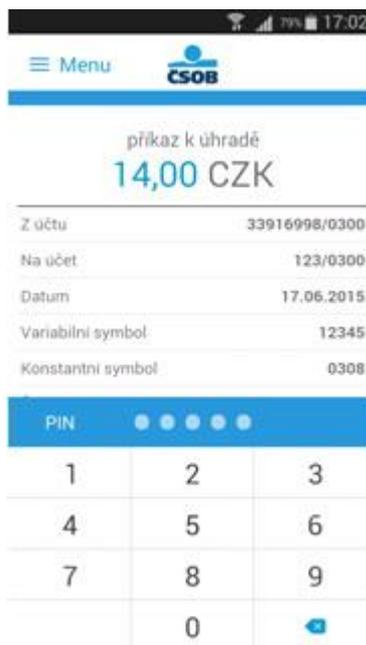 79% 17:02
Menu
ČSOB
příkaz k úhradě
14,00 CZK
Z účtu 33916998/0300
Na účet 123/0300
Datum 17.06.2015
Variabilní symbol 12345
Konstantní symbol 0308
PIN
1 2 3
4 5 6
7 8 9
0